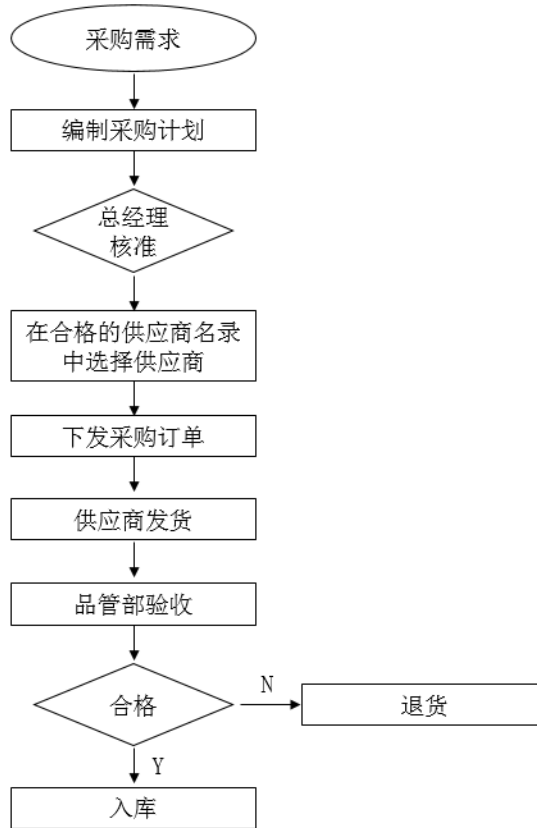 采购需求
编制采购计划
总经理
核准
在合格的供应商名录
中选择供应商
下发采购订单
供应商发货
品管部验收
合格
N
退货
Y
入库